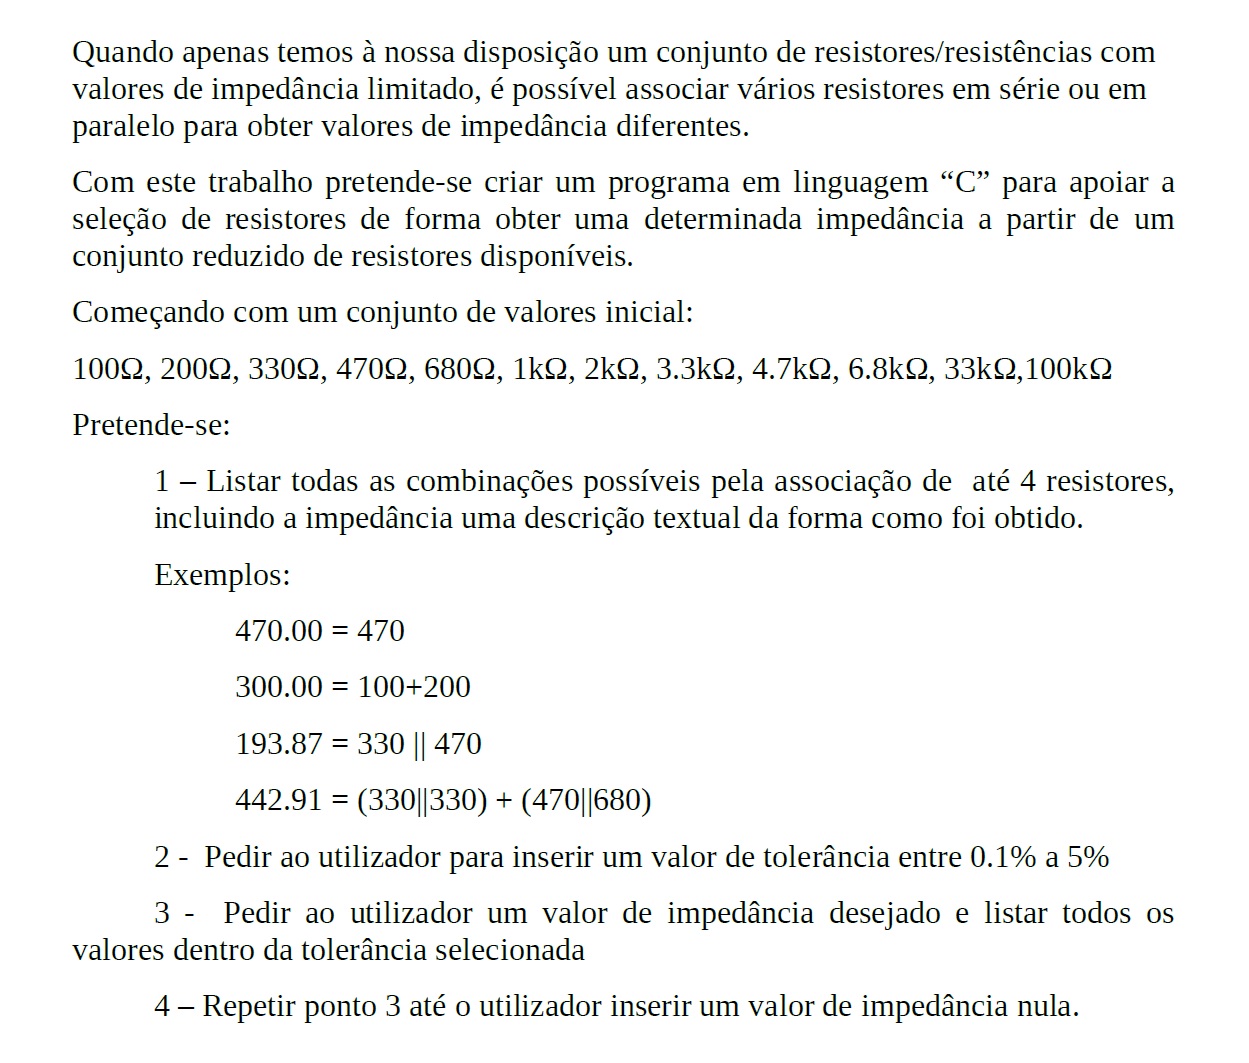 Quando apenas temos à nossa disposição um conjunto de resistores/resistências com
valores de impedância limitado, é possível associar vários resistores em série ou em
paralelo para obter valores de impedância diferentes.
Com este trabalho pretende-se criar um programa em linguagem “C” para apoiar a
seleção de resistores de forma obter uma determinada impedância a partir de um
conjunto reduzido de resistores disponíveis.
Começando com um conjunto de valores inicial:
100Ω, 200Ω, 330Ω, 470Ω, 680Ω, 1kΩ, 2kΩ, 3.3kΩ, 4.7kΩ, 6.8kΩ, 33kΩ,100kΩ
Pretende-se:
1 – Listar todas as combinações possíveis pela associação de  até 4 resistores,
incluindo a impedância uma descrição textual da forma como foi obtido.
Exemplos:
470.00 = 470
300.00 = 100+200
193.87 = 330 || 470
442.91 = (330||330) + (470||680)
2 -  Pedir ao utilizador para inserir um valor de tolerância entre 0.1% a 5%
3 -  Pedir ao utilizador um valor de impedância desejado e listar todos os
valores dentro da tolerância selecionada
4 – Repetir ponto 3 até o utilizador inserir um valor de impedância nula.